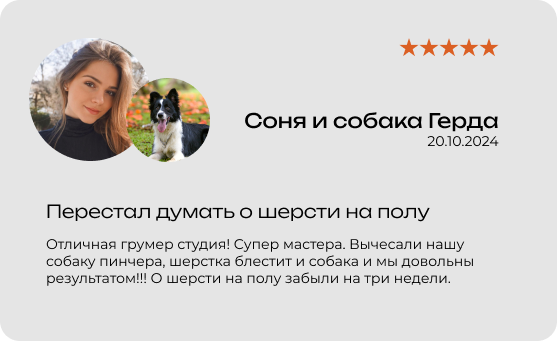 Соня и собака Герда
20.10.2024
Перестал думать о шерсти на полу
Отличная грумер студия! Супер мастера. Вычесали нашу
собаку пинчера, шерстка блестит и собака и мы довольны
результатом!!! О шерсти на полу забыли на три недели.